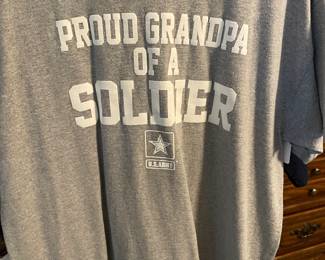 PROUD GRANDPA
OF A
SOLDIER
U.S. ARMY